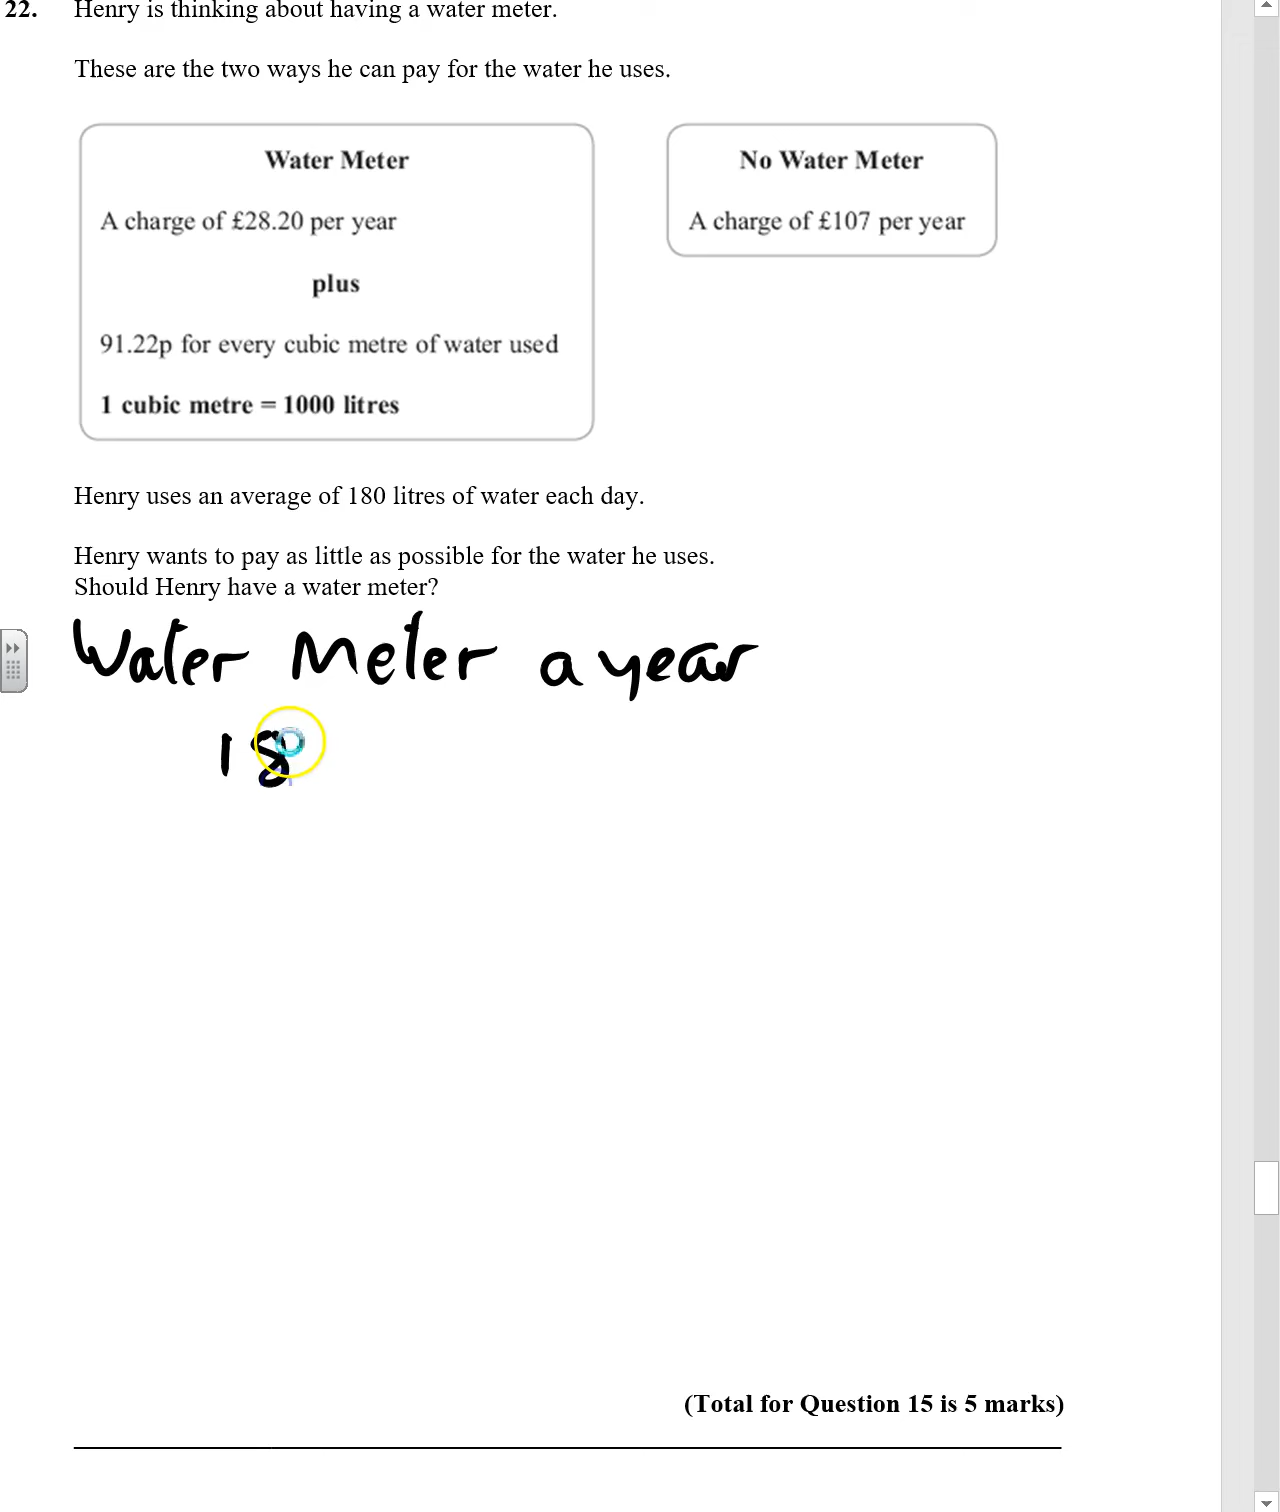 22. Henry is thinking about having a water meter.
These are the two ways he can pay for the water he uses.
Water Meter
A charge of £28.20 per year
plus
91.22p for every cubic metre of water used
1 cubic metre = 1000 litres
No Water Meter
A charge of £107 per year
Henry uses an average of 180 litres of water each day.
Henry wants to pay as little as possible for the water he uses.
Should Henry have a water meter?
Water Meter a year
18
(Total for Question 15 is 5 marks)